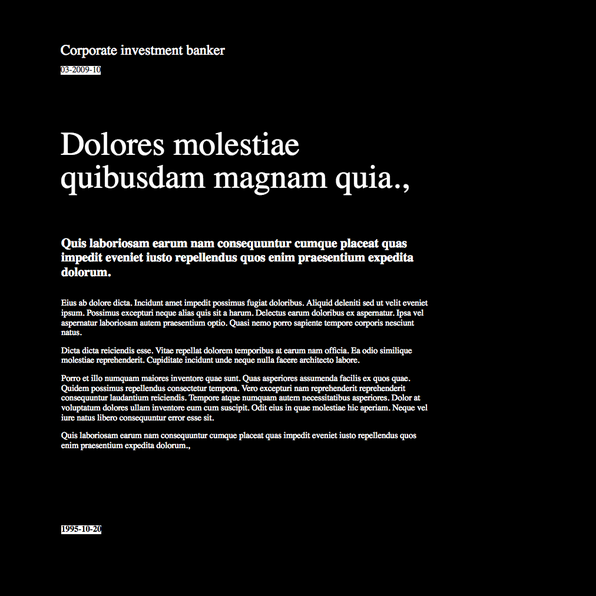 Corporate investment banker
03-2009-10
Dolores molestiae
quibusdam magnam quia.,
Quis laboriosam earum nam consequuntur cumque placeat quas
impedit eveniet iusto repellendus quos enim praesentium expedita
dolorum.
Eius ab dolore dicta. Incidunt amet impedit possimus fugiat doloribus. Aliquid deleniti sed ut velit eveniet
ipsum. Possimus excepturi neque alias quis sit a harum. Delectus earum doloribus ex aspernatur. Ipsa vel
aspernatur laboriosam autem praesentium optio. Quasi nemo porro sapiente tempore corporis nesciunt
natus.
Dicta dicta reiciendis esse. Vitae repellat dolorem temporibus at earum nam officia. Ea odio similique
molestiae reprehenderit. Cupiditate incidunt unde neque nulla facere architecto labore.
Porro et illo numquam maiores inventore quae sunt. Quas asperiores assumenda facilis ex quos quae.
Quidem possimus repellendus consectetur tempora. Vero excepturi nam reprehenderit reprehenderit
consequuntur laudantium reiciendis. Tempore atque numquam autem necessitatibus asperiores. Dolor at
voluptatum dolores ullam inventore eum cum suscipit. Odit eius in quae molestiae hic aperiam. Neque vel
iure natus libero consequuntur error esse sit.
Quis laboriosam earum nam consequuntur cumque placeat quas impedit eveniet iusto repellendus quos
enim praesentium expedita dolorum.,
1995-10-20